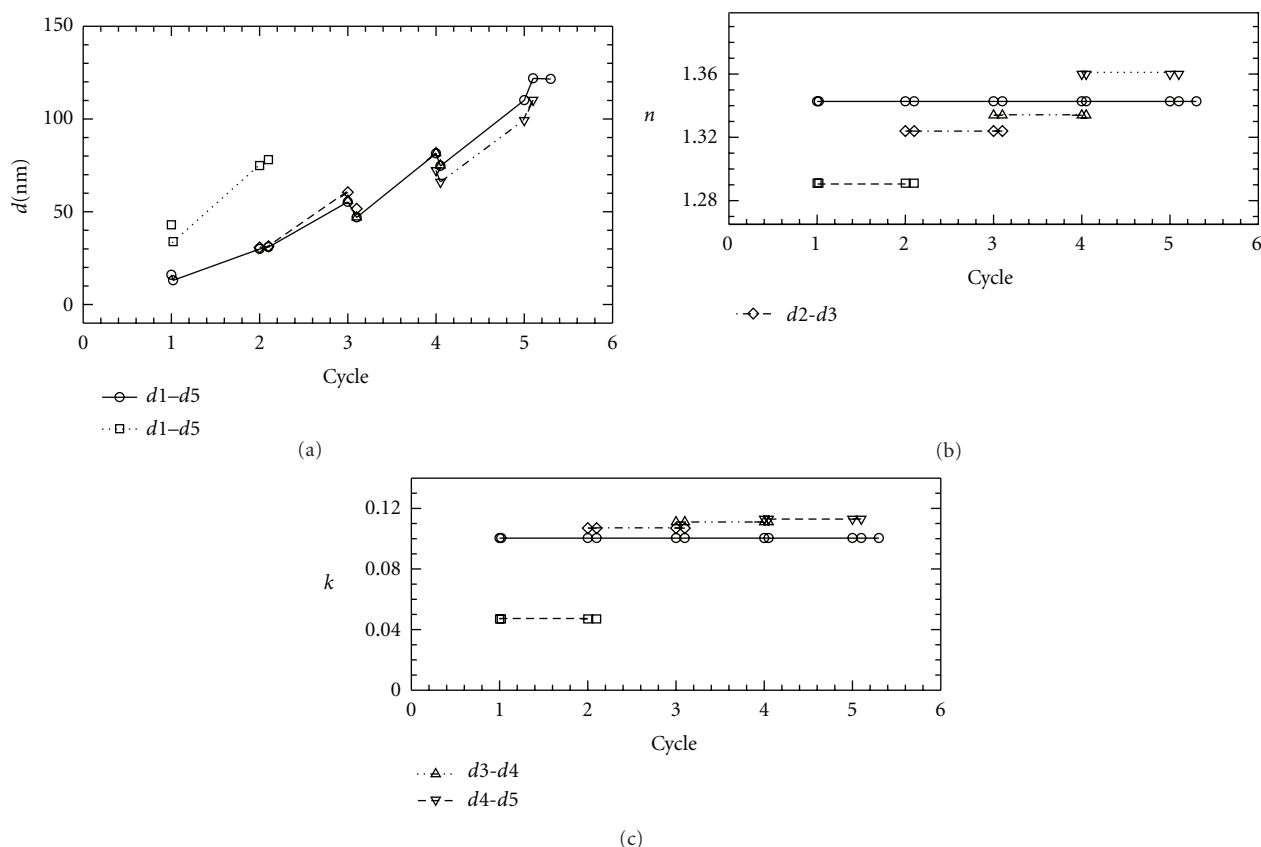 150
100
50
0
d(nm)
0 1 2 3 4 5 6
Cycle
d1–d5
d1–d5
(a)
1.36
1.32
1.28
n
0 1 2 3 4 5 6
Cycle
d2-d3
(b)
0.12
0.08
0.04
0
k
0 1 2 3 4 5 6
Cycle
d3-d4
d4-d5
(c)